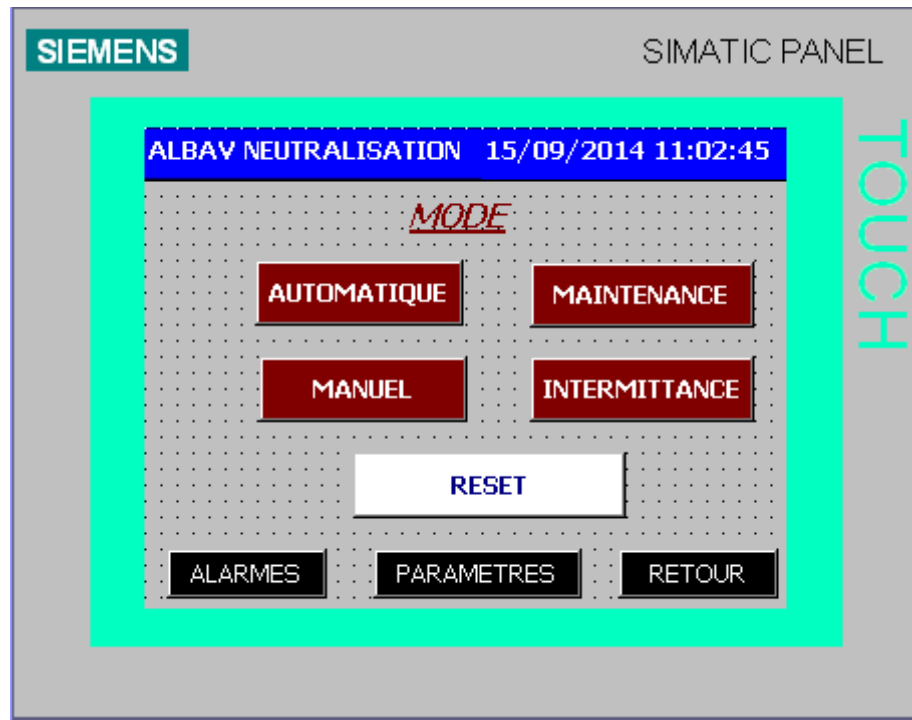 SIEMENS
SIMATIC PANEL
TOUCH
ALBAV NEUTRALISATION 15/09/2014 11:02:45
MODE
AUTOMATIQUE MAINTENANCE
MANUEL INTERMITTANCE
RESET
ALARMES PARAMETRES RETOUR